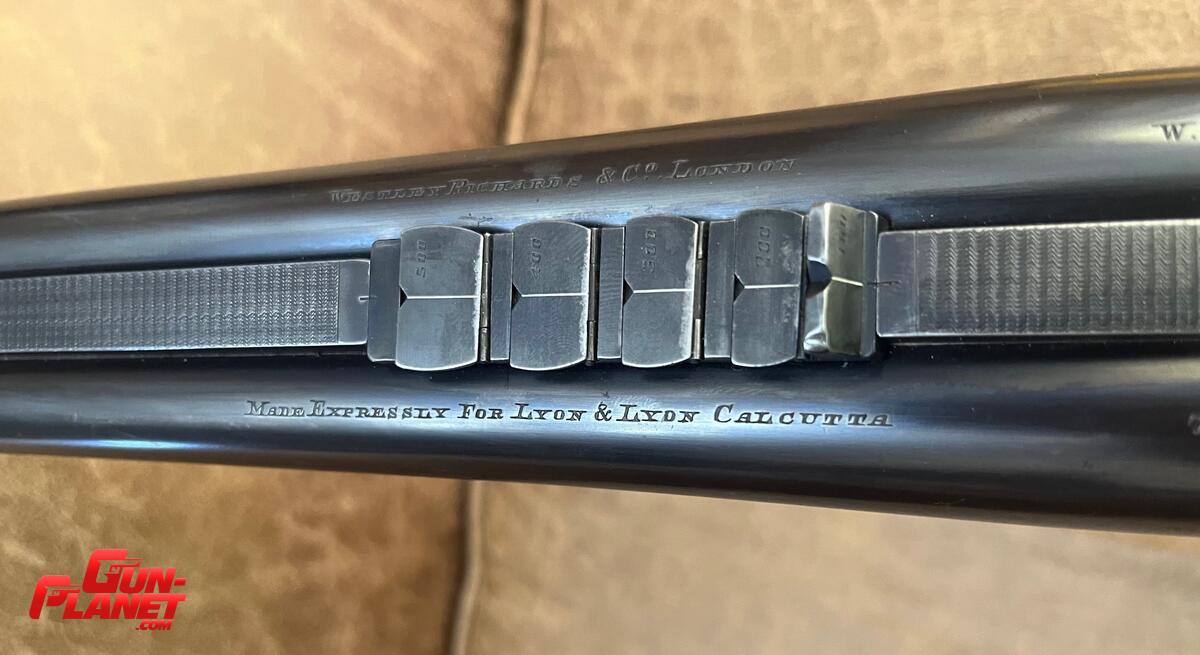 W.
WESTLEY RICHARDS & Co. LONDON
500
400
300
200
MADE EXPRESSLY FOR LYON & LYON CALCUTTA
GUN-
PLANET
.COM